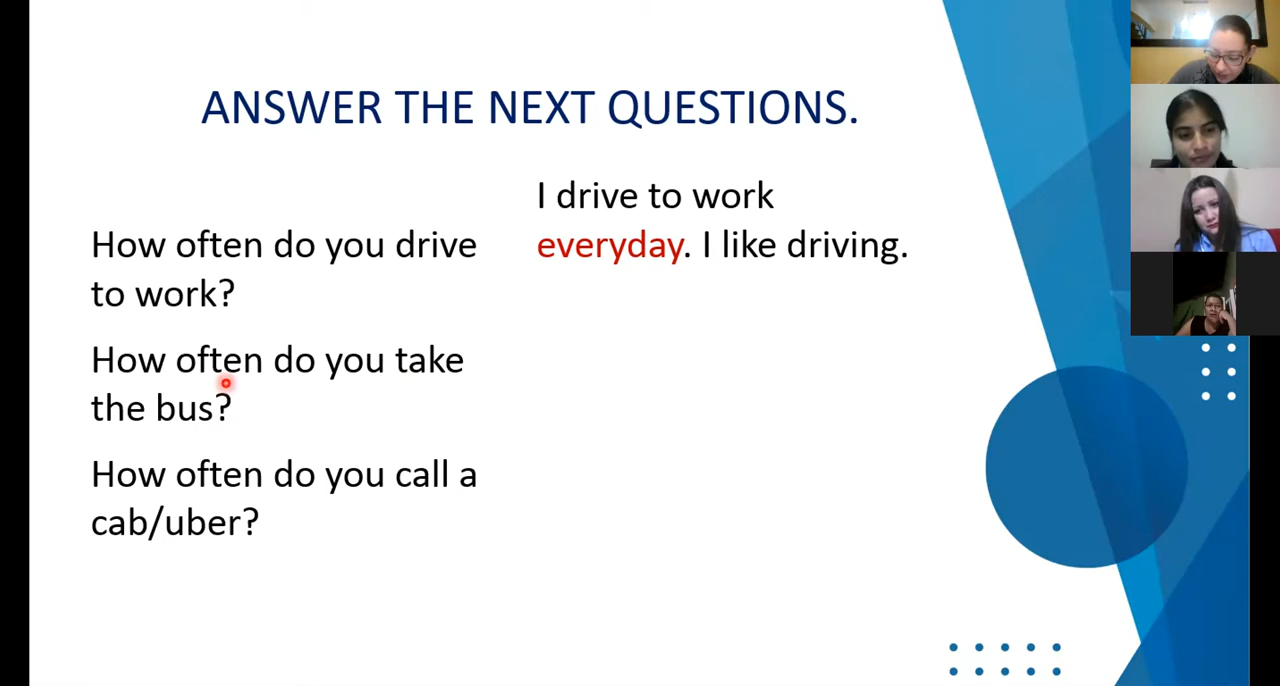 ANSWER THE NEXT QUESTIONS.
How often do you drive
to work?
How often do you take
the bus?
How often do you call a
cab/uber?
I drive to work
everyday. I like driving.